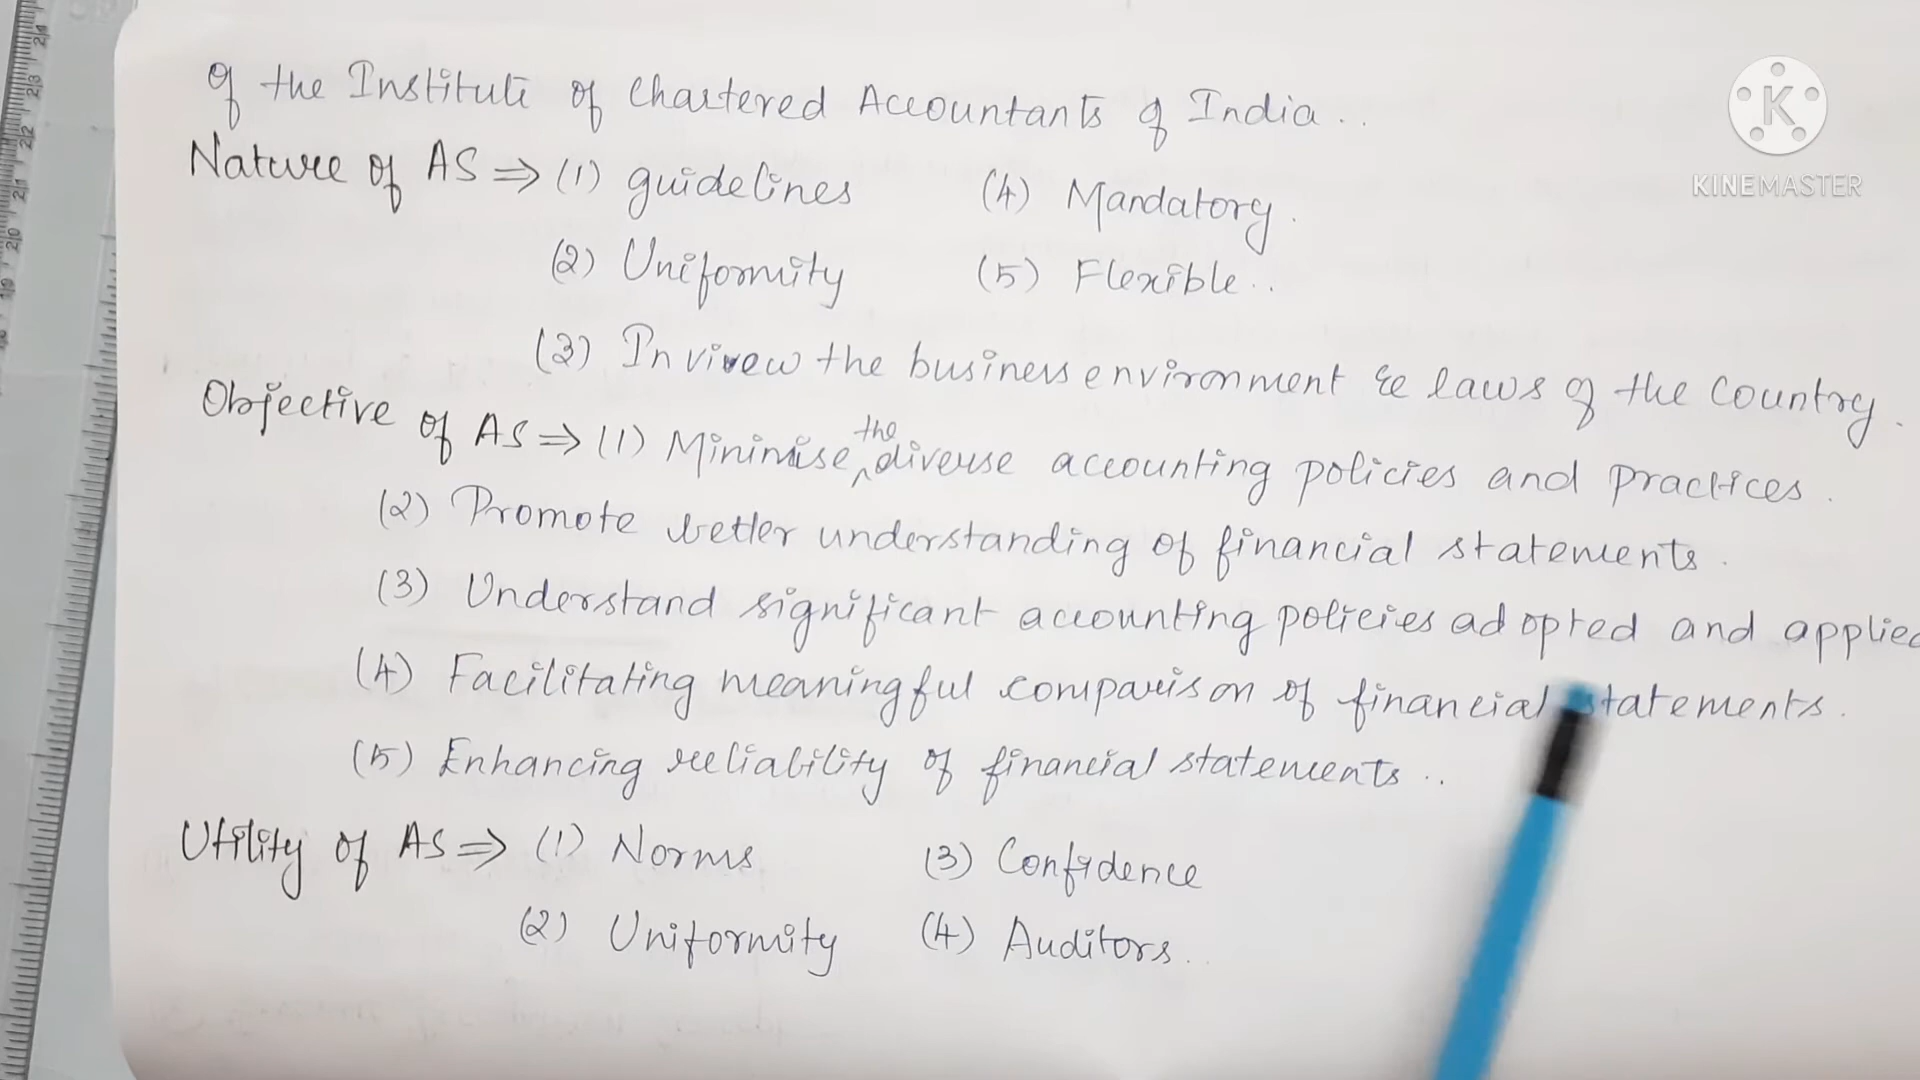 of the Institute of Chartered Accountants of India..
Nature of AS ⇒ (1) guidelines (4) Mandatory.
(2) Uniformity (5) Flexible..
(3) In view the business environment & laws of the Country.
Objective of AS ⇒ (1) Minimise the diverse accounting policies and practices.
(2) Promote better understanding of financial statements.
(3) Understand significant accounting policies adopted and applied
(4) Facilitating meaningful comparison of financial statements.
(5) Enhancing reliability of financial statements..
Utility of AS ⇒ (1) Norms (3) Confidence
(2) Uniformity (4) Auditors..
K
KINEMASTER